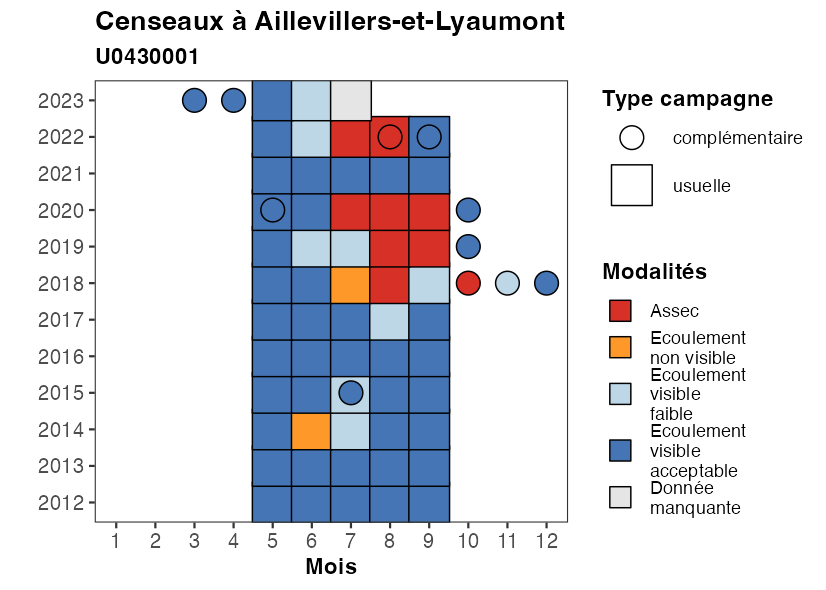 Censeaux à Aillevillers-et-Lyaumont
U0430001
2023
2022
2021
2020
2019
2018
2017
2016
2015
2014
2013
2012
1 2 3 4 5 6 7 8 9 10 11 12
Mois
Type campagne
complémentaire
usuelle
Modalités
Assec
Ecoulement
non visible
Ecoulement
visible
faible
Ecoulement
visible
acceptable
Donnée
manquante